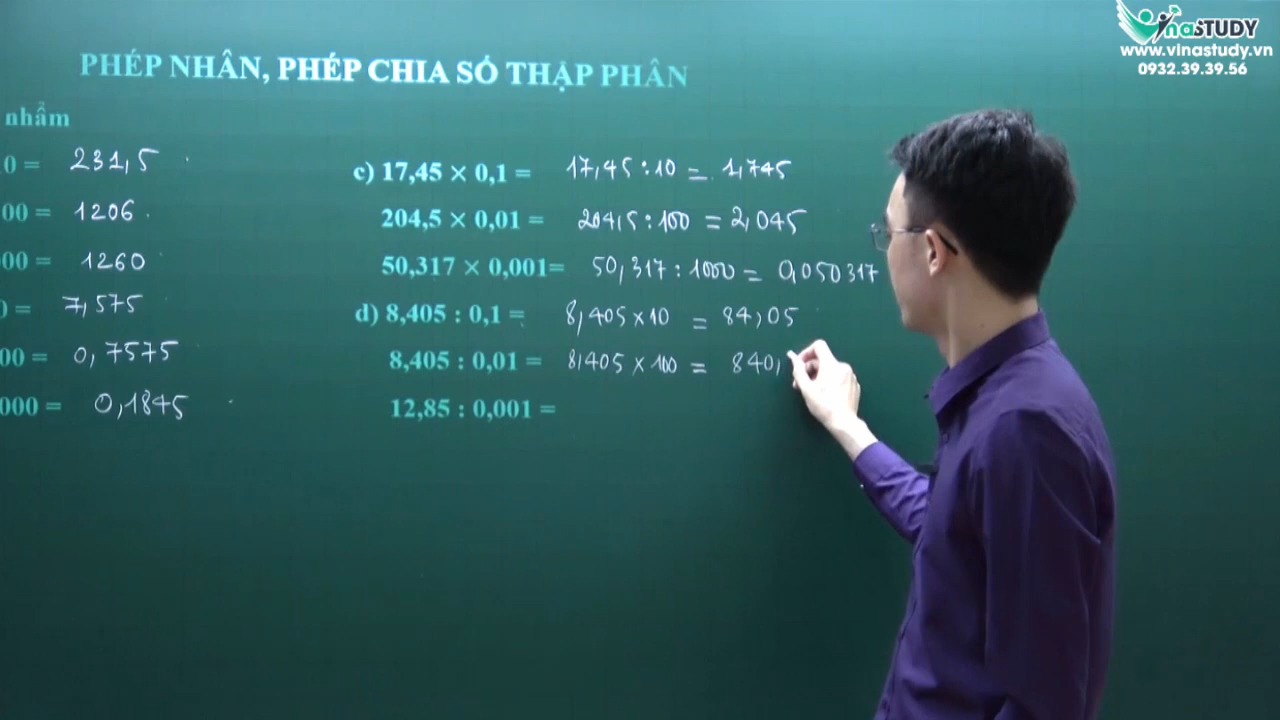 VinaSTUDY
www.vinastudy.vn
0932.39.39.56
PHÉP NHÂN, PHÉP CHIA SỐ THẬP PHÂN
nhẩm
0 = 231,5
00 = 1206
00 = 1260
0 = 7,575
00 = 0,7575
000 = 0,1845
c) 17,45 × 0,1 = 17,45 : 10 = 1,745
204,5 × 0,01 = 204,5 : 100 = 2,045
50,317 × 0,001= 50,317 : 1000 = 0,050317
d) 8,405 : 0,1 = 8,405 × 10 = 84,05
8,405 : 0,01 = 8,405 × 100 = 840,
12,85 : 0,001 =